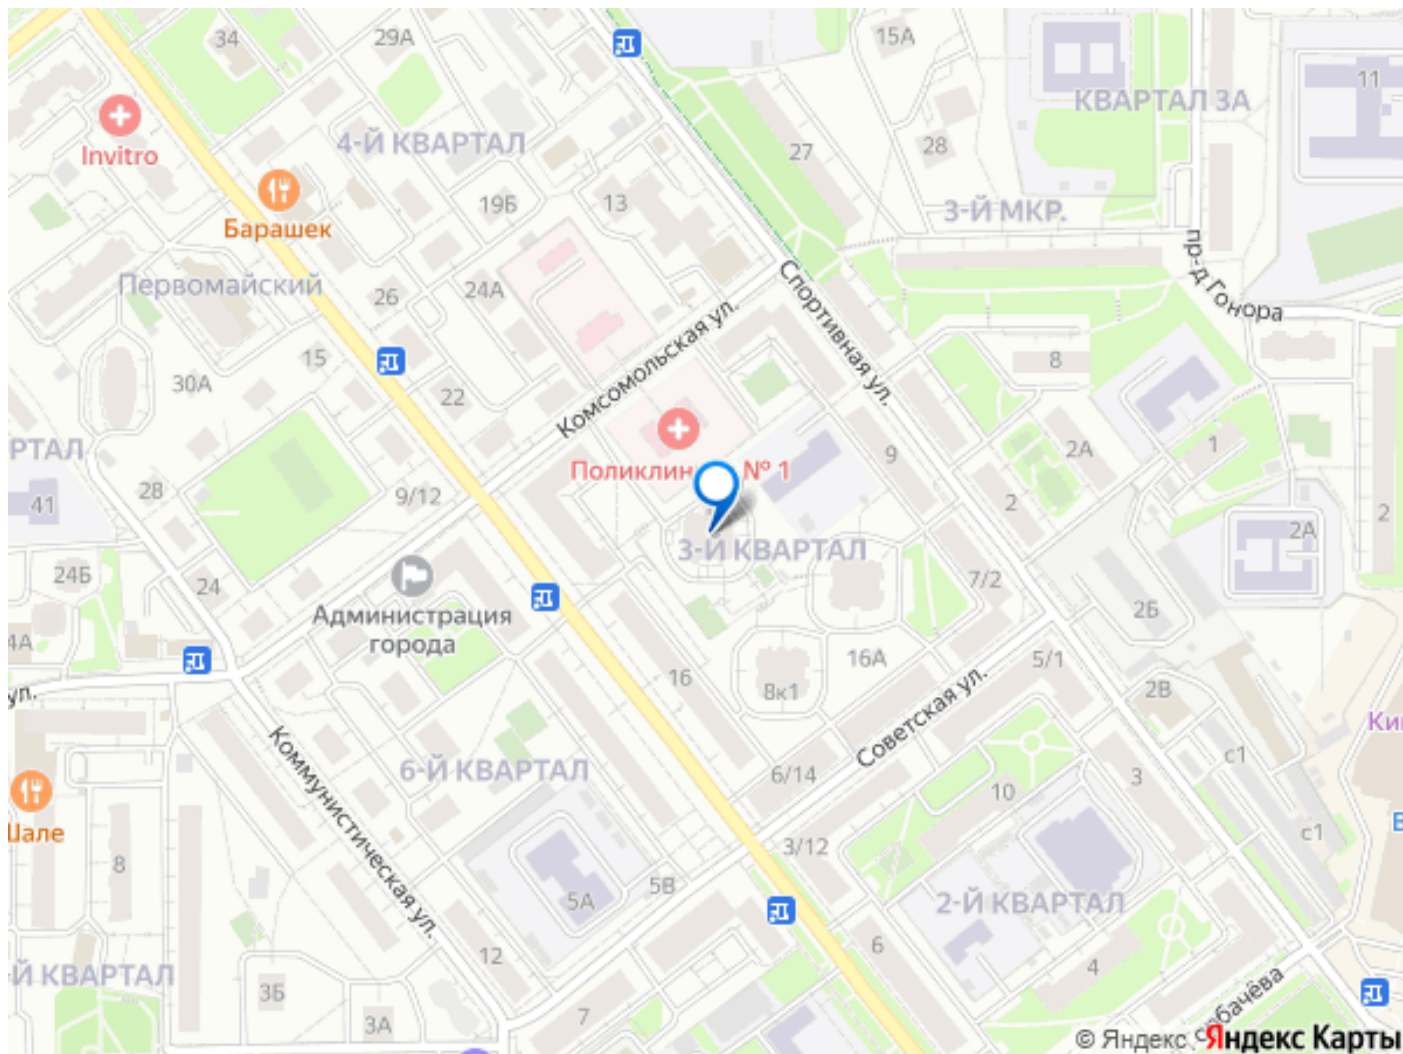 34
29А
15А
11
КВАРТАЛ 3А
Invitro
4-Й КВАРТАЛ
27
28
19Б
13
3-Й МКР.
Барашек
пр-д Гонора
Первомайский
26
24А
Спортивная ул.
Комсомольская ул.
15
30А
22
8
РТАЛ
2А
1
9
Поликлин № 1
28
9/12
41
2
2
2А
3-Й КВАРТАЛ
24Б
24
7/2
Администрация
города
2Б
4А
16А
5/1
16
8к1
2В
ул.
Советская ул.
Ки
Коммунистическая ул.
6-Й КВАРТАЛ
6/14
с1
3
10
Шале
с1
В
8
3/12
5А
5В
2-Й КВАРТАЛ
12
6
4
-Й КВАРТАЛ
3Б
7
3А
© Яндекс Яндекс Карты